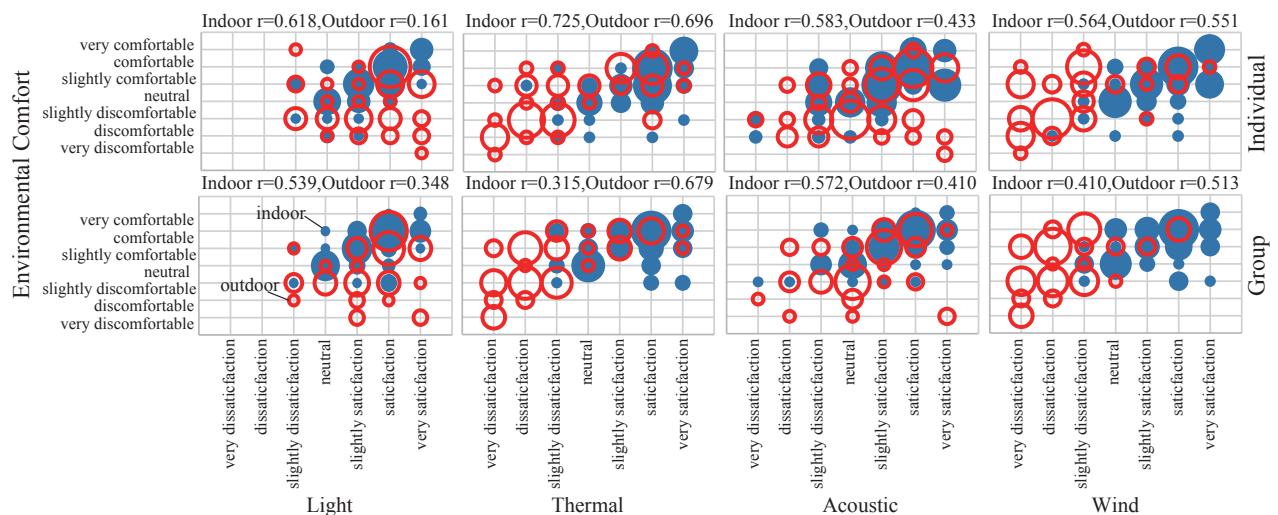 Indoor r=0.618,Outdoor r=0.161
Indoor r=0.725,Outdoor r=0.696
Indoor r=0.583,Outdoor r=0.433
Indoor r=0.564,Outdoor r=0.551
very comfortable
comfortable
slightly comfortable
neutral
slightly discomfortable
discomfortable
very discomfortable
Individual
Environmental Comfort
Indoor r=0.539,Outdoor r=0.348
Indoor r=0.315,Outdoor r=0.679
Indoor r=0.572,Outdoor r=0.410
Indoor r=0.410,Outdoor r=0.513
very comfortable
comfortable
slightly comfortable
neutral
slightly discomfortable
discomfortable
very discomfortable
indoor
outdoor
Group
very dissaticfaction
dissaticfaction
slightly dissaticfaction
neutral
slightly saticfaction
saticfaction
very saticfaction
very dissaticfaction
dissaticfaction
slightly dissaticfaction
neutral
slightly saticfaction
saticfaction
very saticfaction
very dissaticfaction
dissaticfaction
slightly dissaticfaction
neutral
slightly saticfaction
saticfaction
very saticfaction
very dissaticfaction
dissaticfaction
slightly dissaticfaction
neutral
slightly saticfaction
saticfaction
very saticfaction
Light
Thermal
Acoustic
Wind